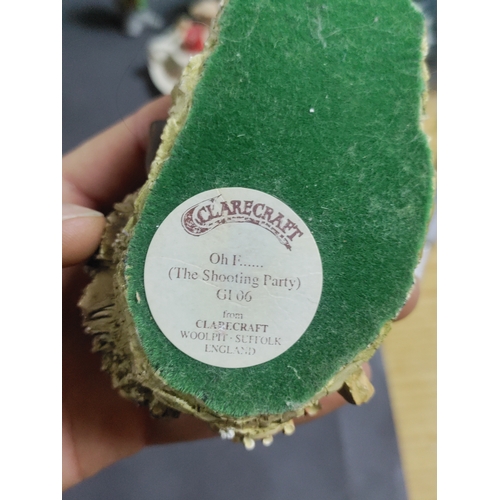 CLARECRAFT
Oh F......
(The Shooting Party)
GI 06
from
CLARECRAFT
WOOLPIT · SUFFOLK
ENGLAND